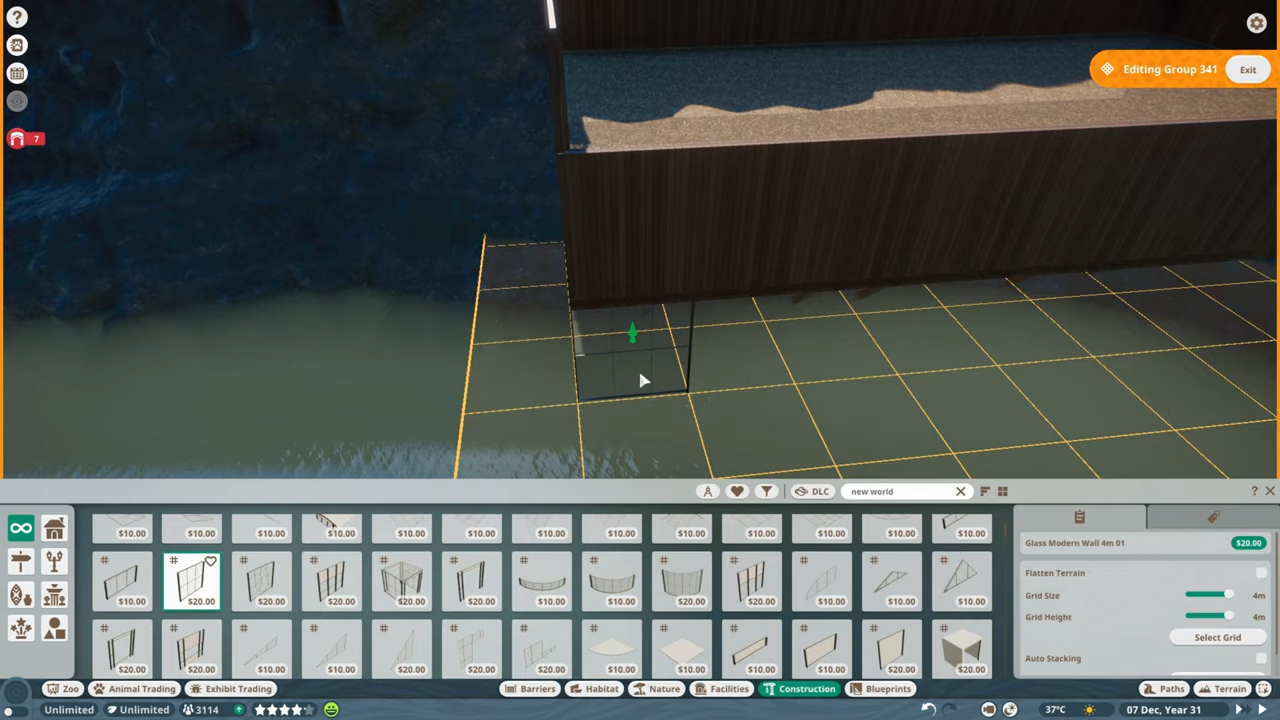 ?
Editing Group 341
Exit
7
DLC
new world
?
$10.00 $10.00 $10.00 $10.00 $10.00 $10.00 $10.00 $10.00 $10.00 $10.00 $10.00 $10.00 $10.00
$10.00 $20.00 $20.00 $20.00 $20.00 $20.00 $10.00 $10.00 $20.00 $20.00 $10.00 $10.00 $10.00
$20.00 $20.00 $10.00 $10.00 $20.00 $20.00 $20.00 $10.00 $10.00 $10.00 $10.00 $20.00 $20.00
Glass Modern Wall 4m 01
$20.00
Flatten Terrain
Grid Size 4m
Grid Height 4m
Select Grid
Auto Stacking
Zoo
Animal Trading
Exhibit Trading
Barriers
Habitat
Nature
Facilities
Construction
Blueprints
Paths
Terrain
Unlimited
Unlimited
3114
37°C
07 Dec, Year 31